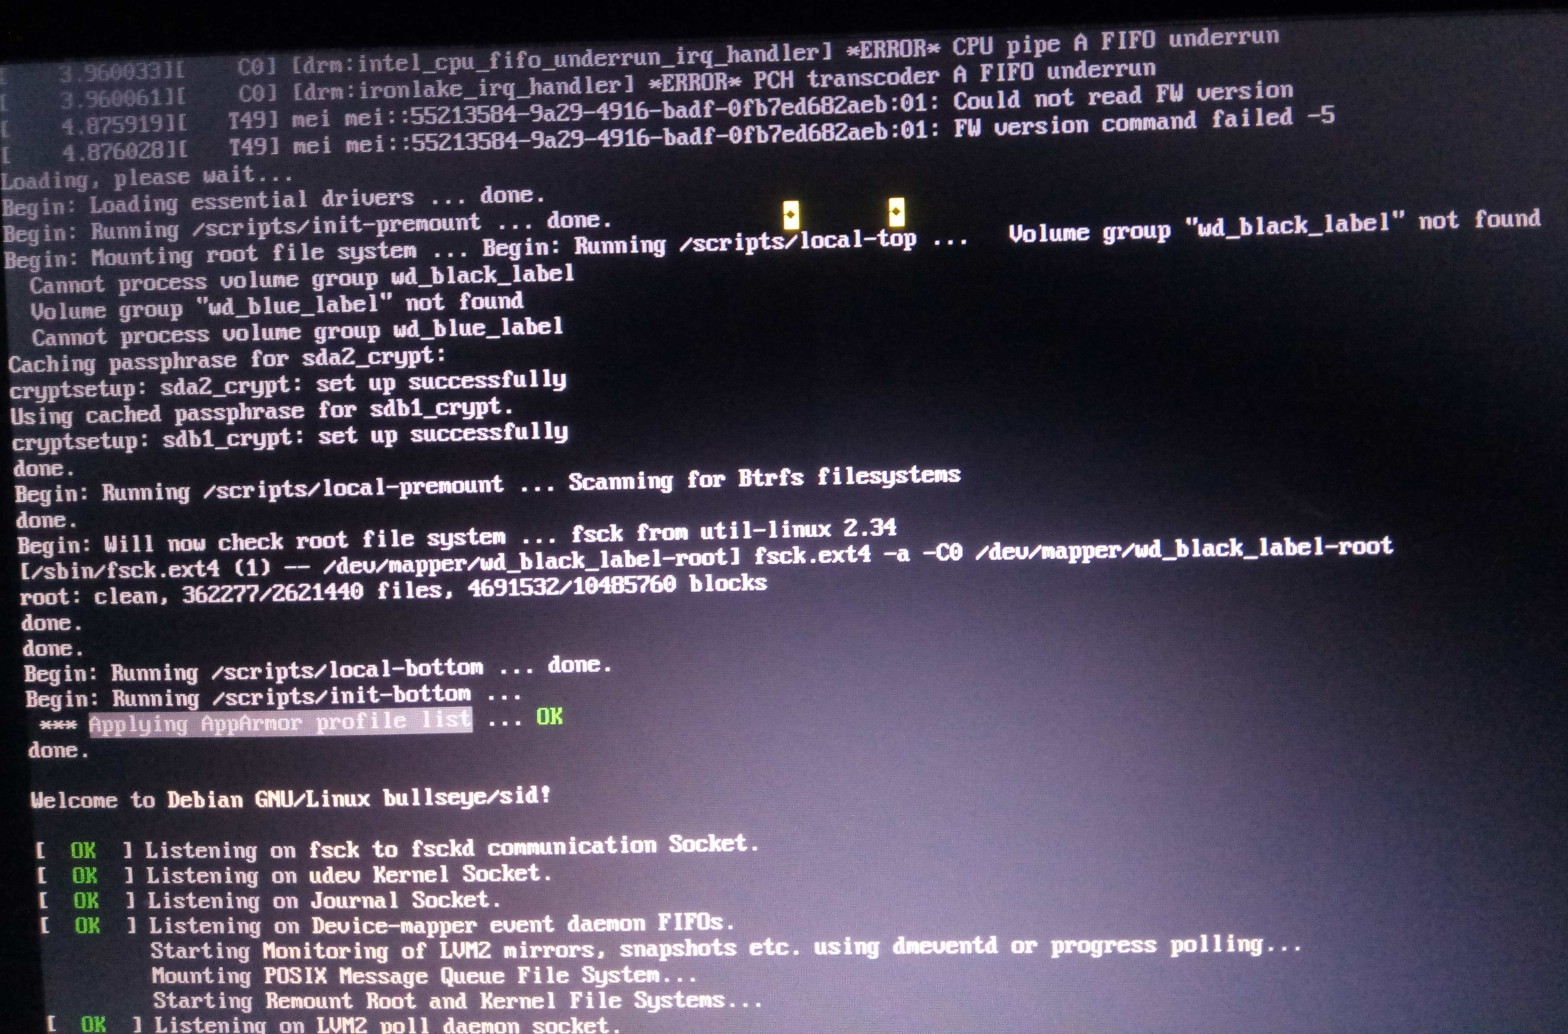 3.960033][ C0] [drm:intel_cpu_fifo_underrun_irq_handler] *ERROR* CPU pipe A FIFO underrun
[ 3.960061][ C0] [drm:ironlake_irq_handler] *ERROR* PCH transcoder A FIFO underrun
[ 4.875919][ T49] mei mei::55213584-9a29-4916-badf-0fb7ed682aeb:01: Could not read FW version
[ 4.876028][ T49] mei mei::55213584-9a29-4916-badf-0fb7ed682aeb:01: FW version command failed -5
Loading, please wait...
Begin: Loading essential drivers ... done.
Begin: Running /scripts/init-premount ... done.
Begin: Mounting root file system ... Begin: Running /scripts/local-top ... Volume group "wd_black_label" not found
Cannot process volume group wd_black_label
Volume group "wd_blue_label" not found
Cannot process volume group wd_blue_label
Caching passphrase for sda2_crypt:
cryptsetup: sda2_crypt: set up successfully
Using cached passphrase for sdb1_crypt.
cryptsetup: sdb1_crypt: set up successfully
done.
Begin: Running /scripts/local-premount ... Scanning for Btrfs filesystems
done.
Begin: Will now check root file system ... fsck from util-linux 2.34
[/sbin/fsck.ext4 (1) -- /dev/mapper/wd_black_label-root] fsck.ext4 -a -C0 /dev/mapper/wd_black_label-root
root: clean, 362277/2621440 files, 4691532/10485760 blocks
done.
done.
Begin: Running /scripts/local-bottom ... done.
Begin: Running /scripts/init-bottom ...
*** Applying AppArmor profile list ... OK
done.
Welcome to Debian GNU/Linux bullseye/sid!
[ OK ] Listening on fsck to fsckd communication Socket.
[ OK ] Listening on udev Kernel Socket.
[ OK ] Listening on Journal Socket.
[ OK ] Listening on Device-mapper event daemon FIFOs.
Starting Monitoring of LVM2 mirrors, snapshots etc. using dmeventd or progress polling...
Mounting POSIX Message Queue File System...
Starting Remount Root and Kernel File Systems...
[ OK ] Listening on LVM2 poll daemon socket.